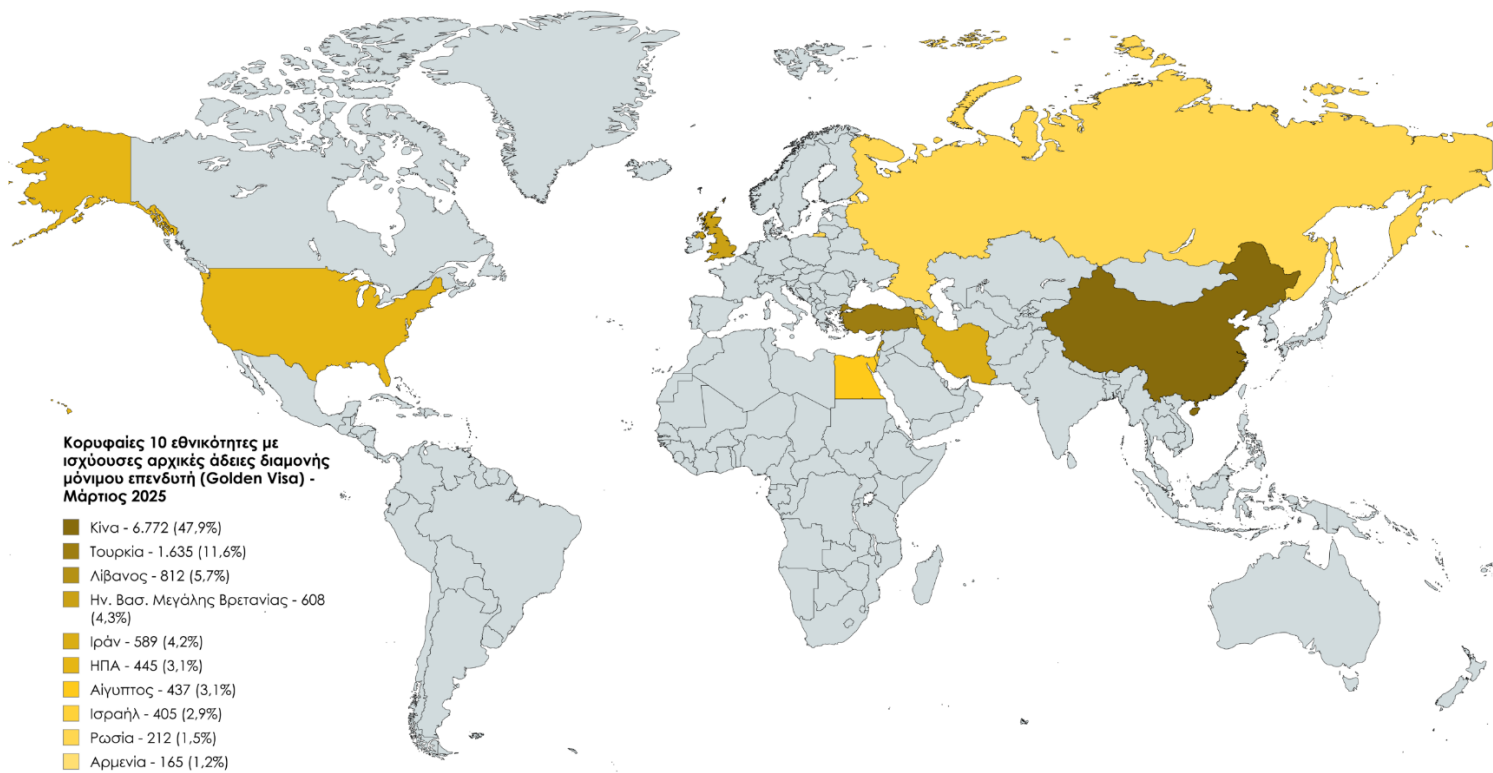 Κορυφαίες 10 εθνικότητες με
ισχύουσες αρχικές άδειες διαμονής
μόνιμου επενδυτή (Golden Visa) -
Μάρτιος 2025
Κίνα - 6.772 (47,9%)
Τουρκία - 1.635 (11,6%)
Λίβανος - 812 (5,7%)
Ην. Βασ. Μεγάλης Βρετανίας - 608
(4,3%)
Ιράν - 589 (4,2%)
ΗΠΑ - 445 (3,1%)
Αίγυπτος - 437 (3,1%)
Ισραήλ - 405 (2,9%)
Ρωσία - 212 (1,5%)
Αρμενία - 165 (1,2%)